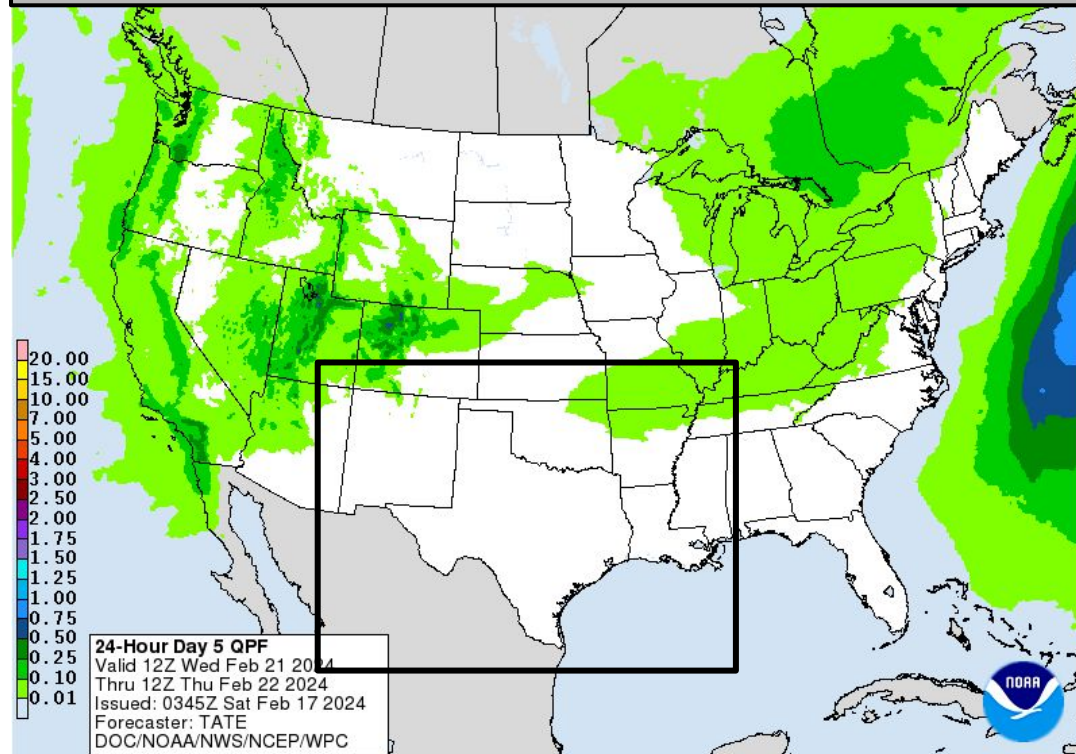 20.00
15.00
10.00
7.00
5.00
4.00
3.00
2.50
2.00
1.75
1.50
1.25
1.00
0.75
0.50
0.25
0.10
0.01
24-Hour Day 5 QPF
Valid 12Z Wed Feb 21 2024
Thru 12Z Thu Feb 22 2024
Issued: 0345Z Sat Feb 17 2024
Forecaster: TATE
DOC/NOAA/NWS/NCEP/WPC
NOAA